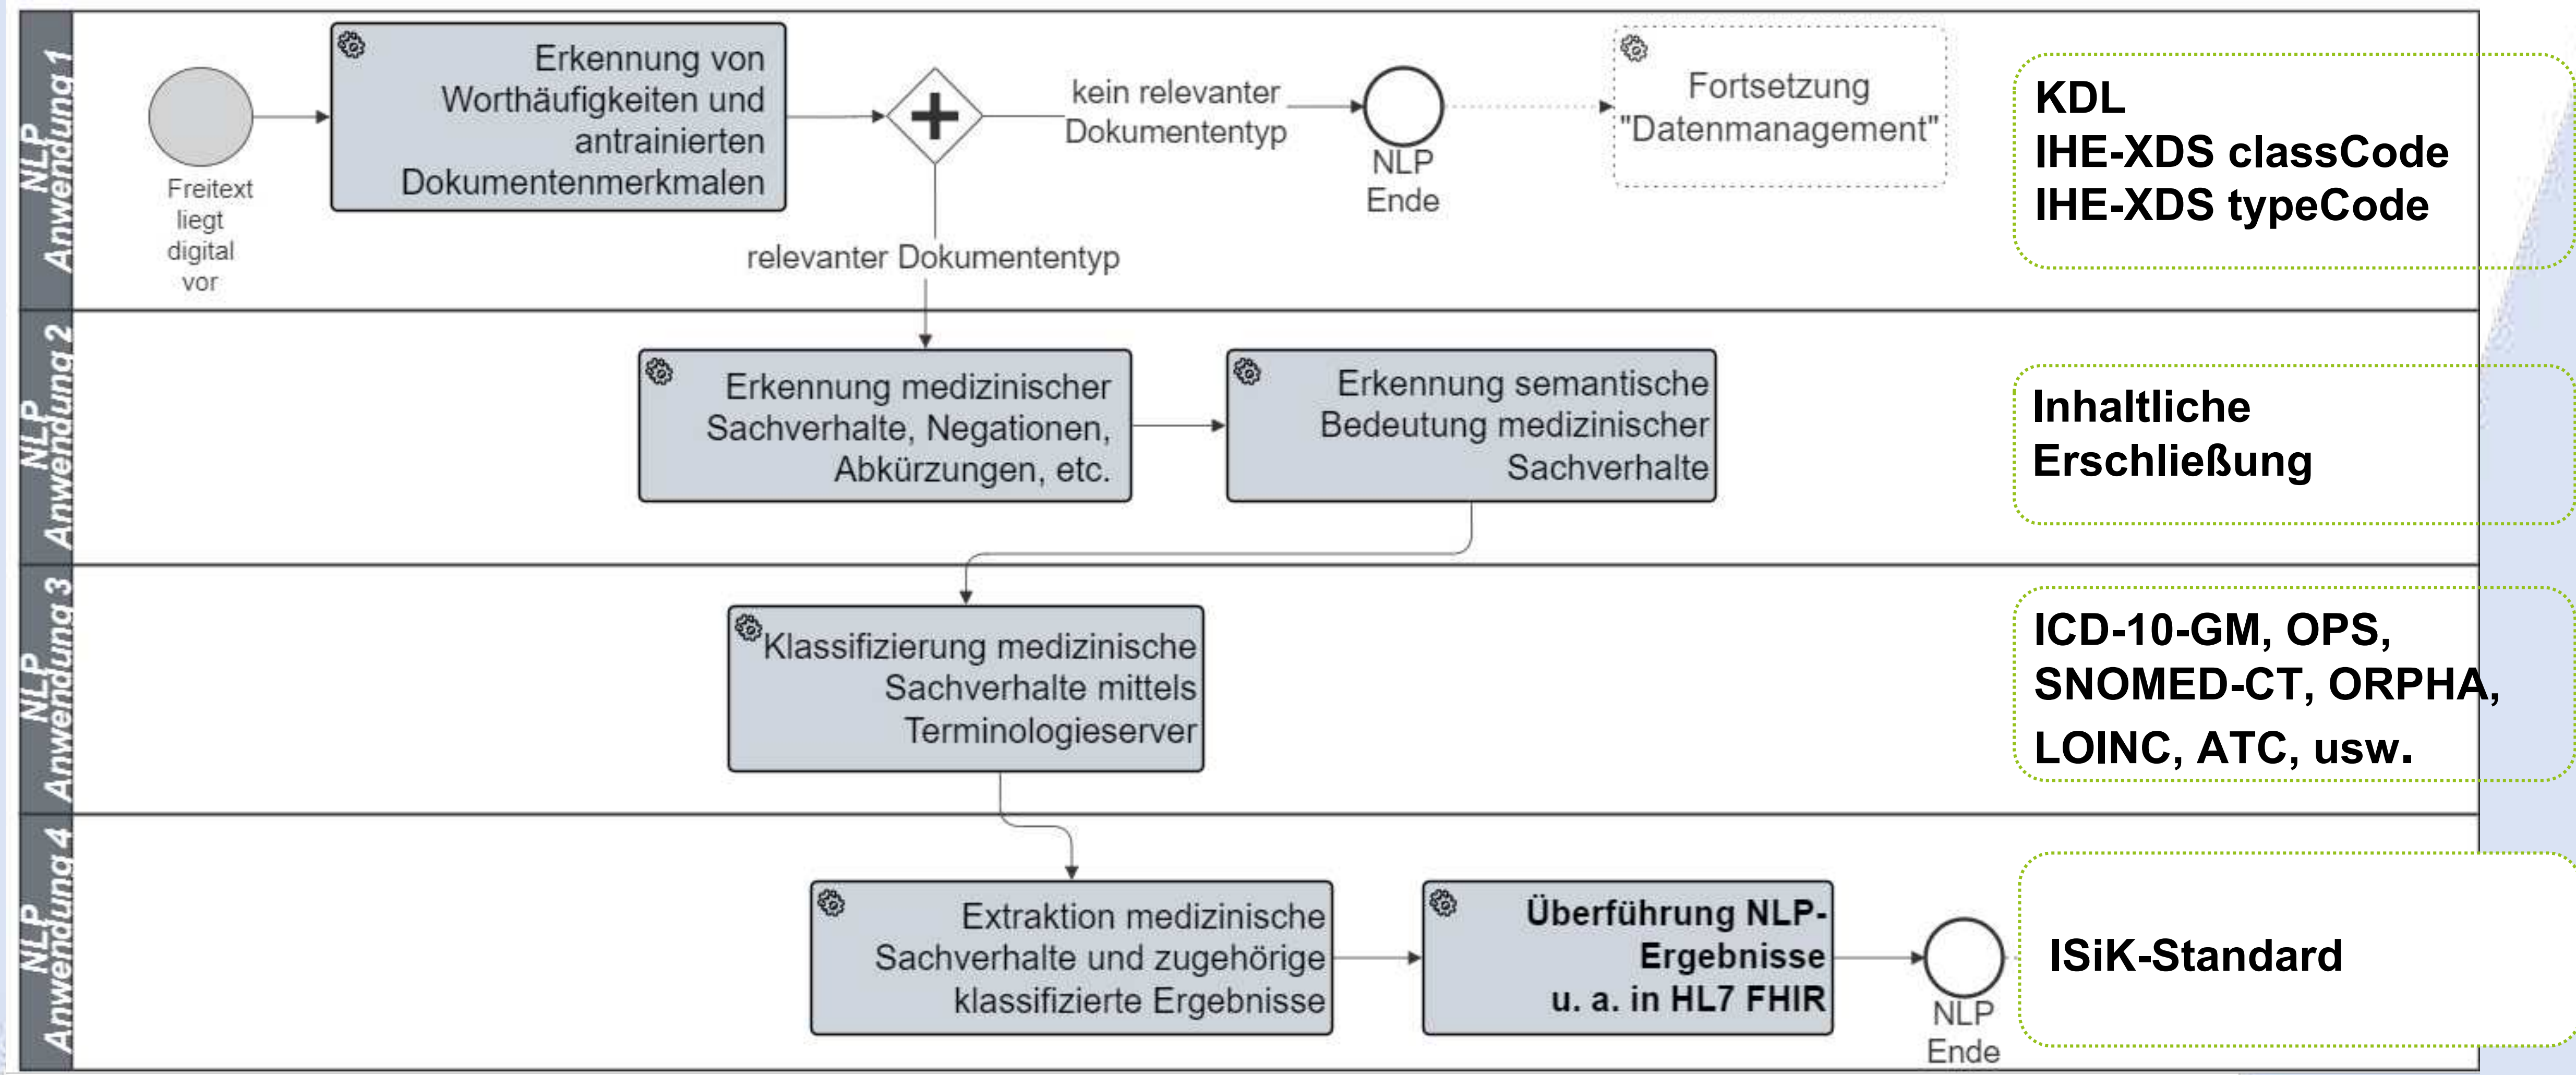 NLP
Anwendung 1
Freitext
liegt
digital
vor
Erkennung von
Worthäufigkeiten und
antrainierten
Dokumentenmerkmalen
kein relevanter
Dokumententyp
relevanter Dokumententyp
NLP
Ende
Fortsetzung
"Datenmanagement"
KDL
IHE-XDS classCode
IHE-XDS typeCode
NLP
Anwendung 2
Erkennung medizinischer
Sachverhalte, Negationen,
Abkürzungen, etc.
Erkennung semantische
Bedeutung medizinischer
Sachverhalte
Inhaltliche
Erschließung
NLP
Anwendung 3
Klassifizierung medizinische
Sachverhalte mittels
Terminologieserver
ICD-10-GM, OPS,
SNOMED-CT, ORPHA,
LOINC, ATC, usw.
NLP
Anwendung 4
Extraktion medizinische
Sachverhalte und zugehörige
klassifizierte Ergebnisse
Überführung NLP-
Ergebnisse
u. a. in HL7 FHIR
NLP
Ende
ISiK-Standard